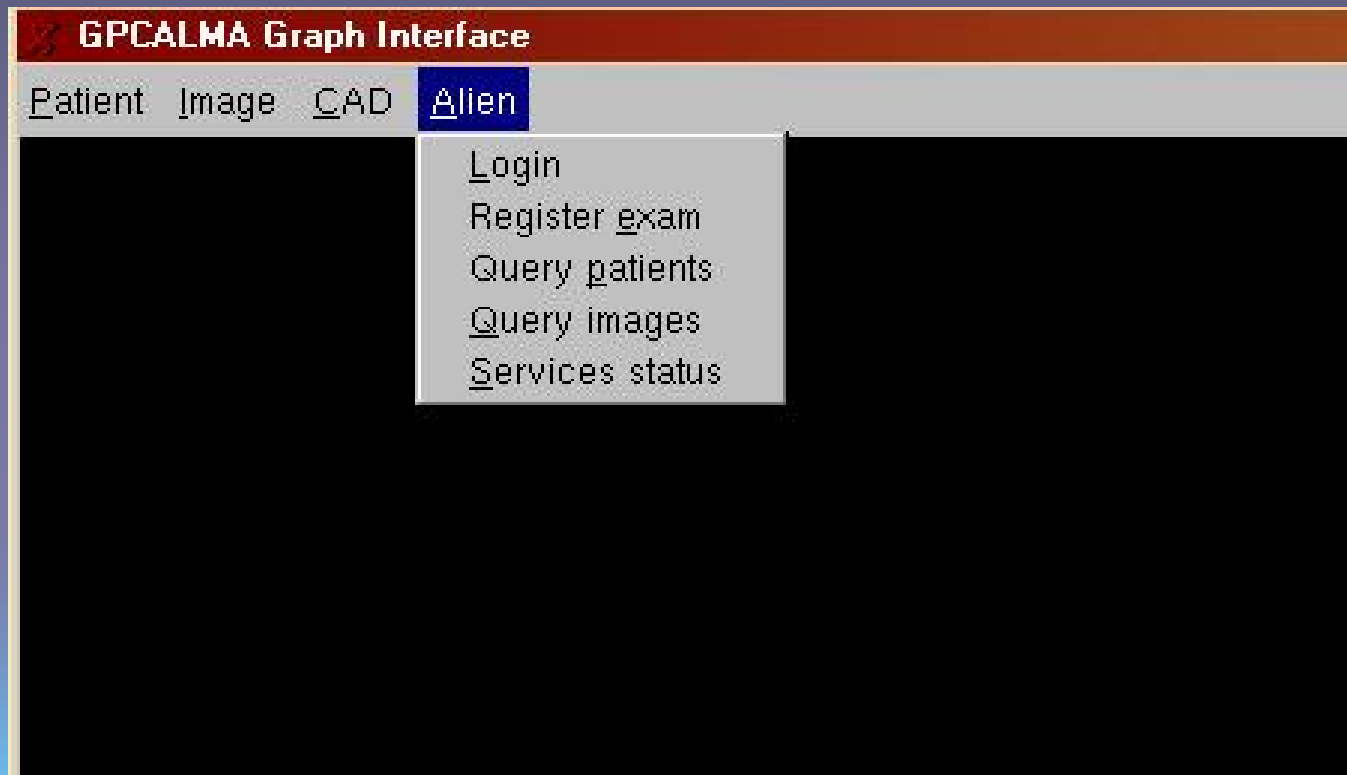 GPCALMA Graph Interface
Patient Image CAD Alien
Login
Register exam
Query patients
Query images
Services status